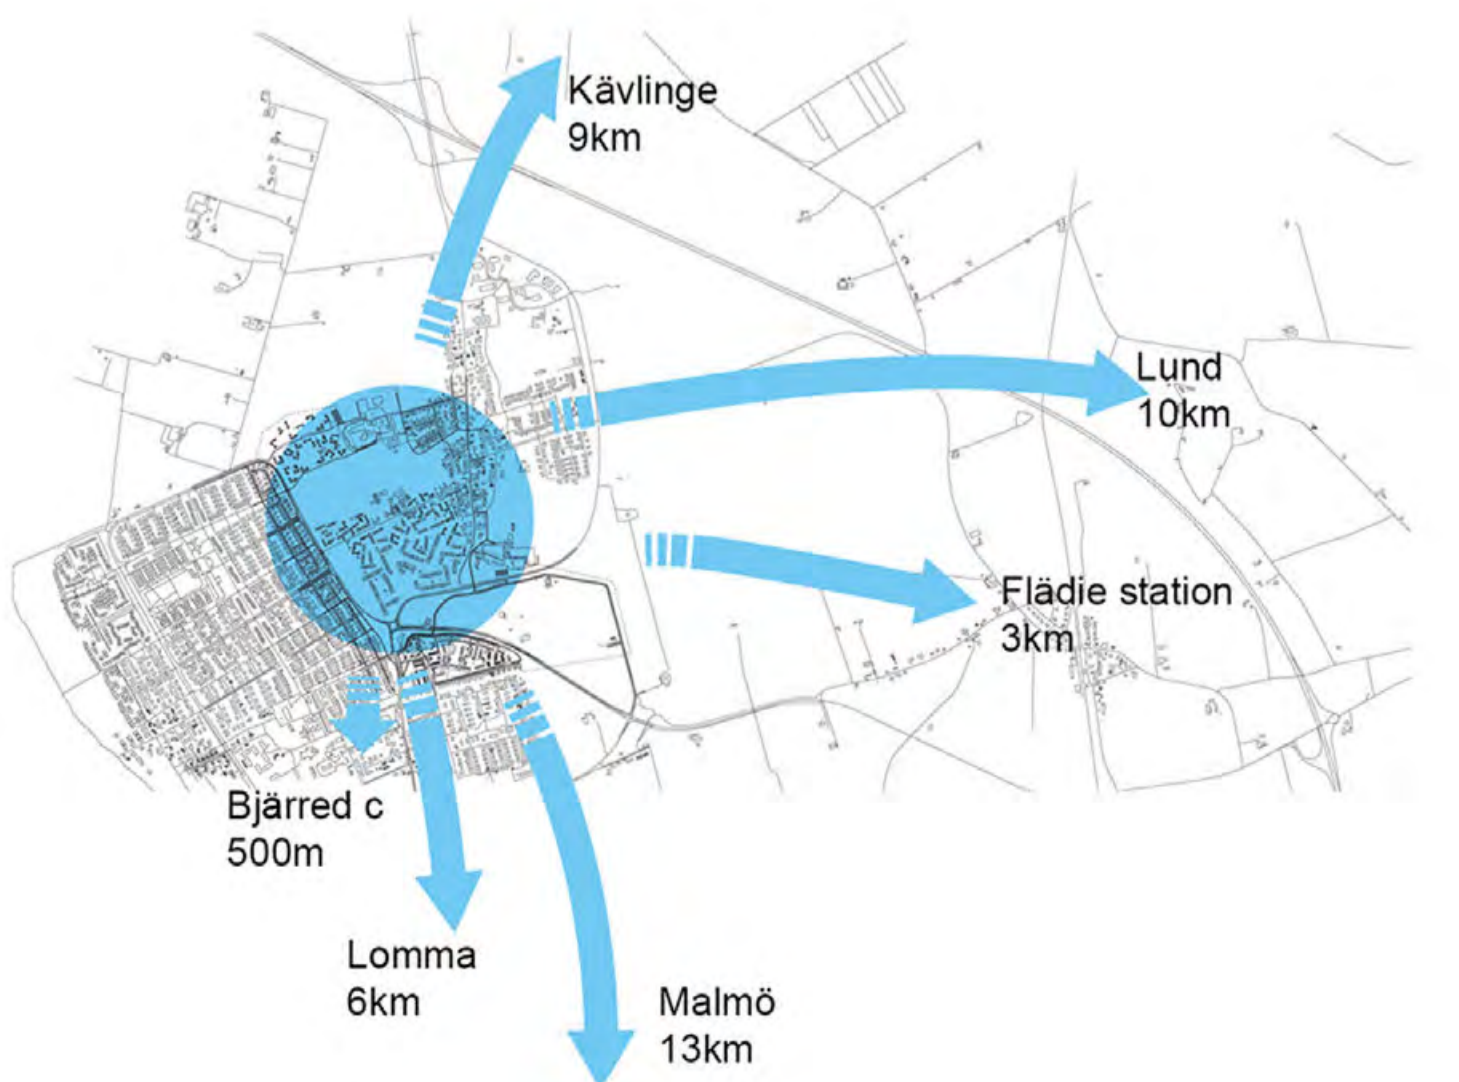 Kävlinge
9km
Lund
10km
Flädie station
3km
Bjärred c
500m
Lomma
6km
Malmö
13km